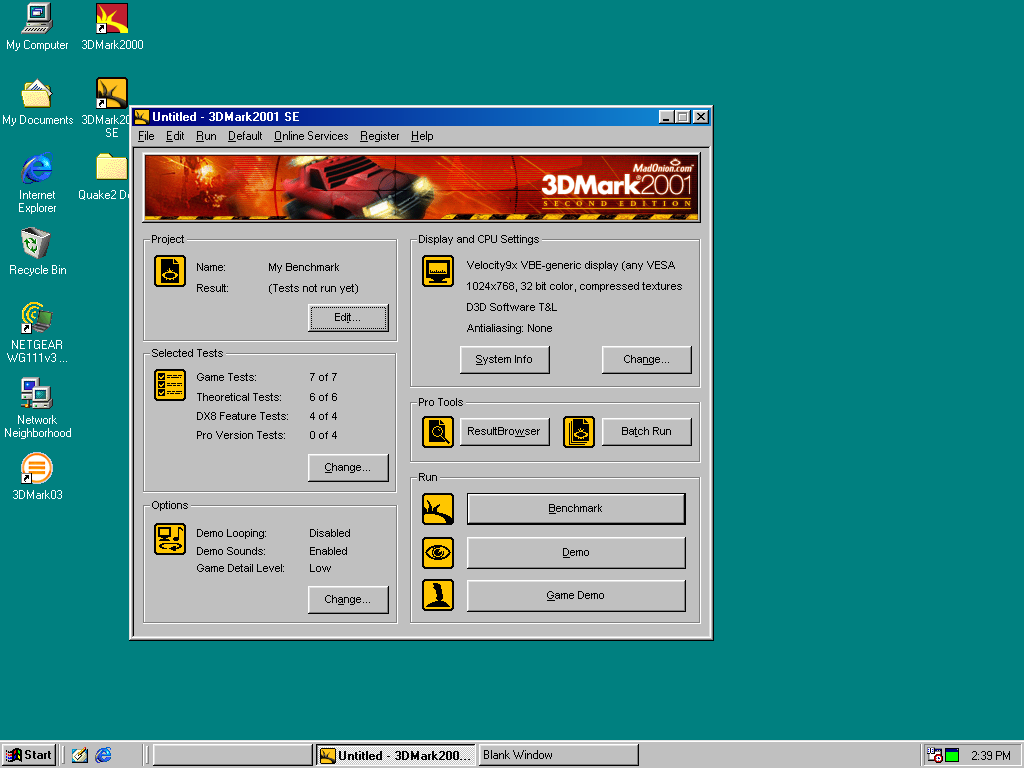 My Computer
3DMark2000
My Documents
3DMark20
SE
Internet
Explorer
Quake2 De
Recycle Bin
NETGEAR
WG111v3 ...
Network
Neighborhood
3DMark03
Untitled - 3DMark2001 SE
File Edit Run Default Online Services Register Help
MadOnion.com
3DMark2001
SECOND EDITION
Project
Name: My Benchmark
Result: (Tests not run yet)
Edit...
Selected Tests
Game Tests: 7 of 7
Theoretical Tests: 6 of 6
DX8 Feature Tests: 4 of 4
Pro Version Tests: 0 of 4
Change...
Options
Demo Looping: Disabled
Demo Sounds: Enabled
Game Detail Level: Low
Change...
Display and CPU Settings
Velocity9x VBE-generic display (any VESA
1024x768, 32 bit color, compressed textures
D3D Software T&L
Antialiasing: None
System Info Change...
Pro Tools
ResultBrowser Batch Run
Run
Benchmark
Demo
Game Demo
Start Untitled - 3DMark200... Blank Window 2:39 PM